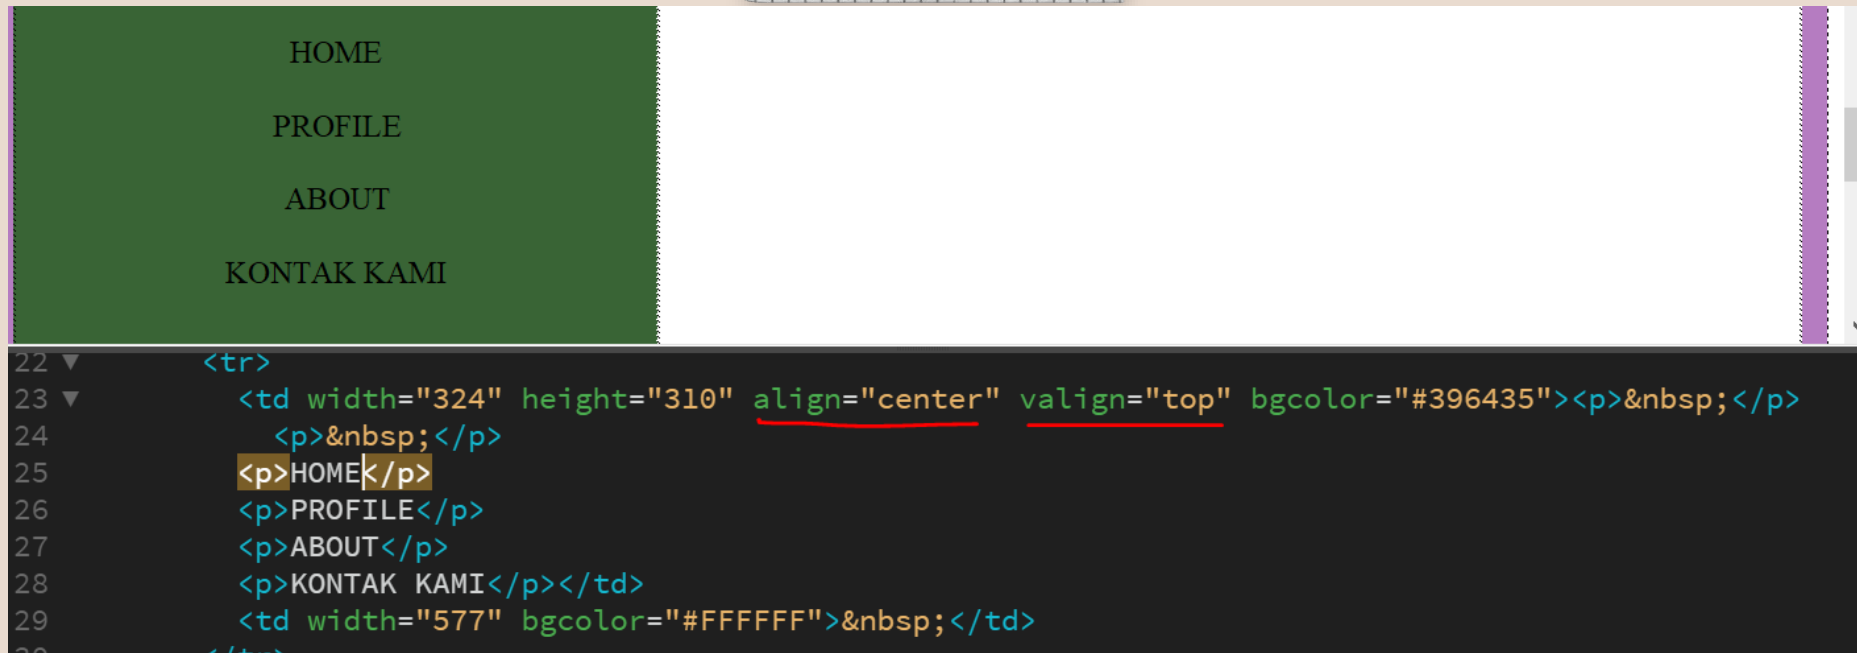 HOME
PROFILE
ABOUT
KONTAK KAMI
22 <tr>
23 <td width="324" height="310" align="center" valign="top" bgcolor="#396435"><p>&nbsp;</p>
24 <p>&nbsp;</p>
25 <p>HOME</p>
26 <p>PROFILE</p>
27 <p>ABOUT</p>
28 <p>KONTAK KAMI</p></td>
29 <td width="577" bgcolor="#FFFFFF">&nbsp;</td>